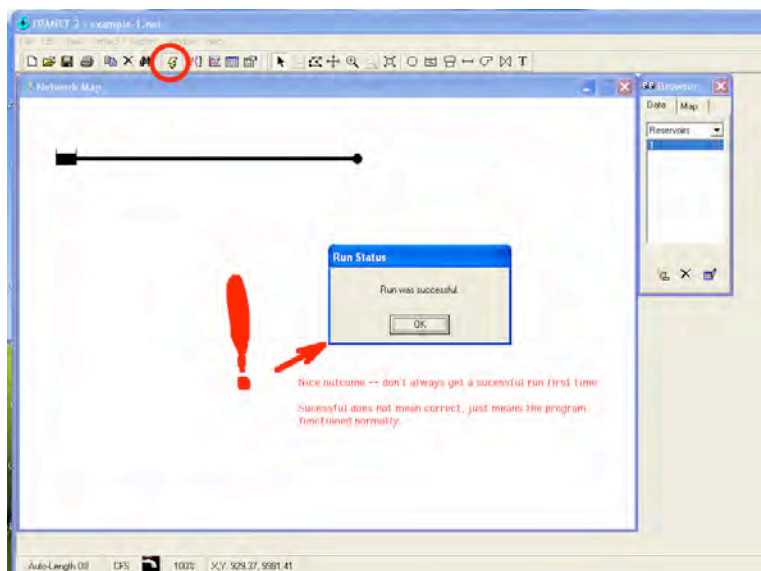 EPANET 2 - example-1.net
Network Map
Browser
Data Map
Reservoirs
1
Run Status
Run was successful.
OK
Nice outcome -- don't always get a sucessful run first time
Sucessful does not mean correct, just means the program
functioned normally.
Auto-Length Off CFS 100% X,Y: 929.37, 9991.41